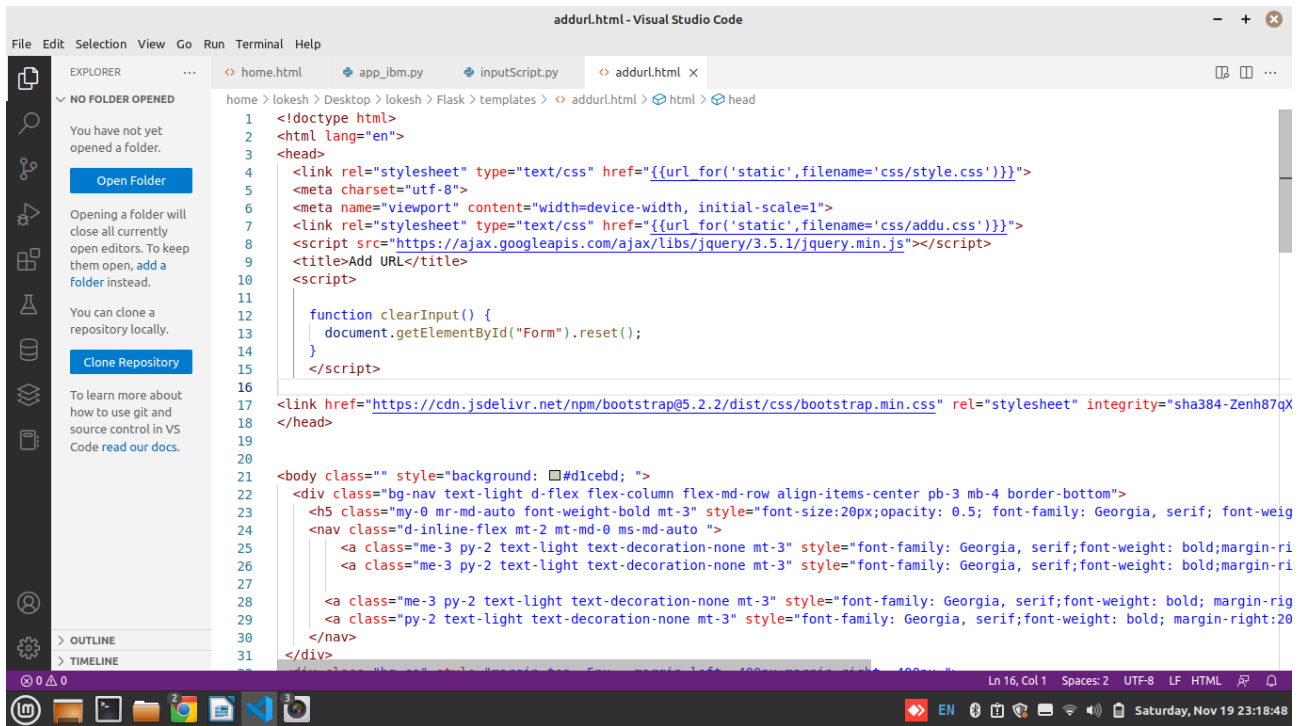 addurl.html - Visual Studio Code
File Edit Selection View Go Run Terminal Help
EXPLORER
home.html app_ibm.py inputScript.py addurl.html
NO FOLDER OPENED
home > lokesh > Desktop > lokesh > Flask > templates > addurl.html > html > head
You have not yet
opened a folder.
Open Folder
Opening a folder will
close all currently
open editors. To keep
them open, add a
folder instead.
You can clone a
repository locally.
Clone Repository
To learn more about
how to use git and
source control in VS
Code read our docs.
OUTLINE
TIMELINE
1 <!doctype html>
2 <html lang="en">
3 <head>
4 <link rel="stylesheet" type="text/css" href="{{url_for('static',filename='css/style.css')}}">
5 <meta charset="utf-8">
6 <meta name="viewport" content="width=device-width, initial-scale=1">
7 <link rel="stylesheet" type="text/css" href="{{url_for('static',filename='css/addu.css')}}">
8 <script src="https://ajax.googleapis.com/ajax/libs/jquery/3.5.1/jquery.min.js"></script>
9 <title>Add URL</title>
10 <script>
11
12 function clearInput() {
13 document.getElementById("Form").reset();
14 }
15 </script>
16
17 <link href="https://cdn.jsdelivr.net/npm/bootstrap@5.2.2/dist/css/bootstrap.min.css" rel="stylesheet" integrity="sha384-Zenh87qX
18 </head>
19
20
21 <body class="" style="background: #d1cebd; ">
22 <div class="bg-nav text-light d-flex flex-column flex-md-row align-items-center pb-3 mb-4 border-bottom">
23 <h5 class="my-0 mr-md-auto font-weight-bold mt-3" style="font-size:20px;opacity: 0.5; font-family: Georgia, serif; font-weig
24 <nav class="d-inline-flex mt-2 mt-md-0 ms-md-auto ">
25 <a class="me-3 py-2 text-light text-decoration-none mt-3" style="font-family: Georgia, serif;font-weight: bold;margin-ri
26 <a class="me-3 py-2 text-light text-decoration-none mt-3" style="font-family: Georgia, serif;font-weight: bold;margin-ri
27
28 <a class="me-3 py-2 text-light text-decoration-none mt-3" style="font-family: Georgia, serif;font-weight: bold; margin-rig
29 <a class="py-2 text-light text-decoration-none mt-3" style="font-family: Georgia, serif;font-weight: bold; margin-right:20
30 </nav>
31 </div>
0 0 Ln 16, Col 1 Spaces: 2 UTF-8 LF HTML
2 3 EN Saturday, Nov 19 23:18:48